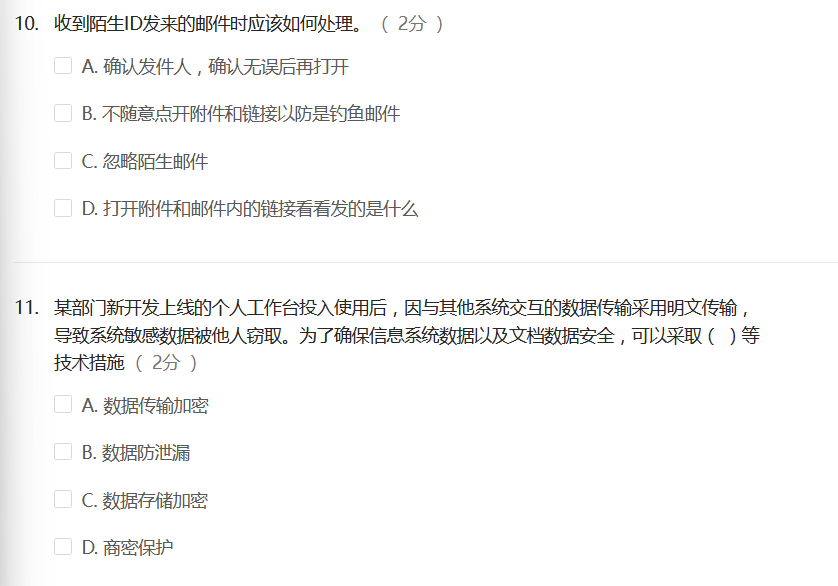 10. 收到陌生ID发来的邮件时应该如何处理。（ 2分 ）
A. 确认发件人，确认无误后再打开
B. 不随意点开附件和链接以防是钓鱼邮件
C. 忽略陌生邮件
D. 打开附件和邮件内的链接看看发的是什么
11. 某部门新开发上线的个人工作台投入使用后，因与其他系统交互的数据传输采用明文传输，
导致系统敏感数据被他人窃取。为了确保信息系统数据以及文档数据安全，可以采取（ ）等
技术措施（ 2分 ）
A. 数据传输加密
B. 数据防泄漏
C. 数据存储加密
D. 商密保护